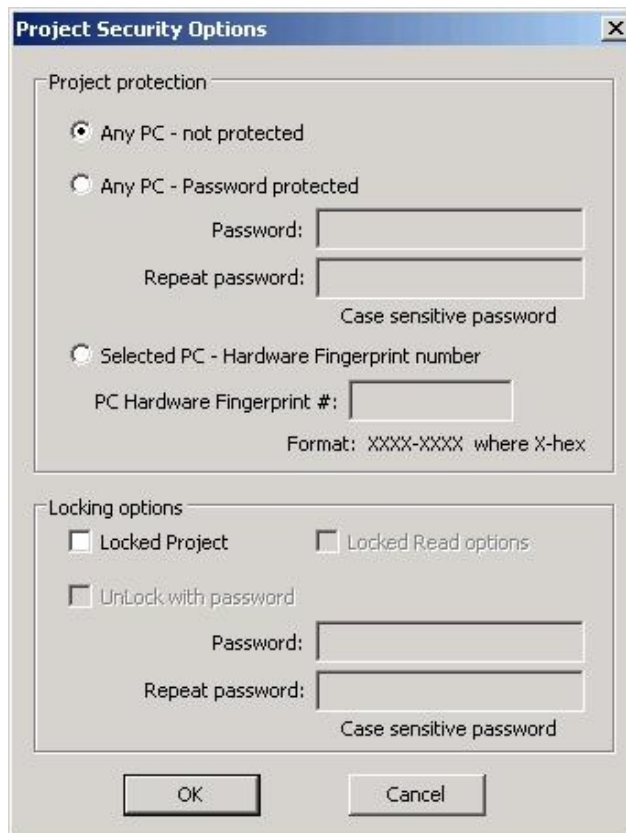 Project Security Options
Project protection
Any PC - not protected
Any PC - Password protected
Password:
Repeat password:
Case sensitive password
Selected PC - Hardware Fingerprint number
PC Hardware Fingerprint #:
Format: XXXX-XXXX where X-hex
Locking options
Locked Project Locked Read options
UnLock with password
Password:
Repeat password:
Case sensitive password
OK Cancel